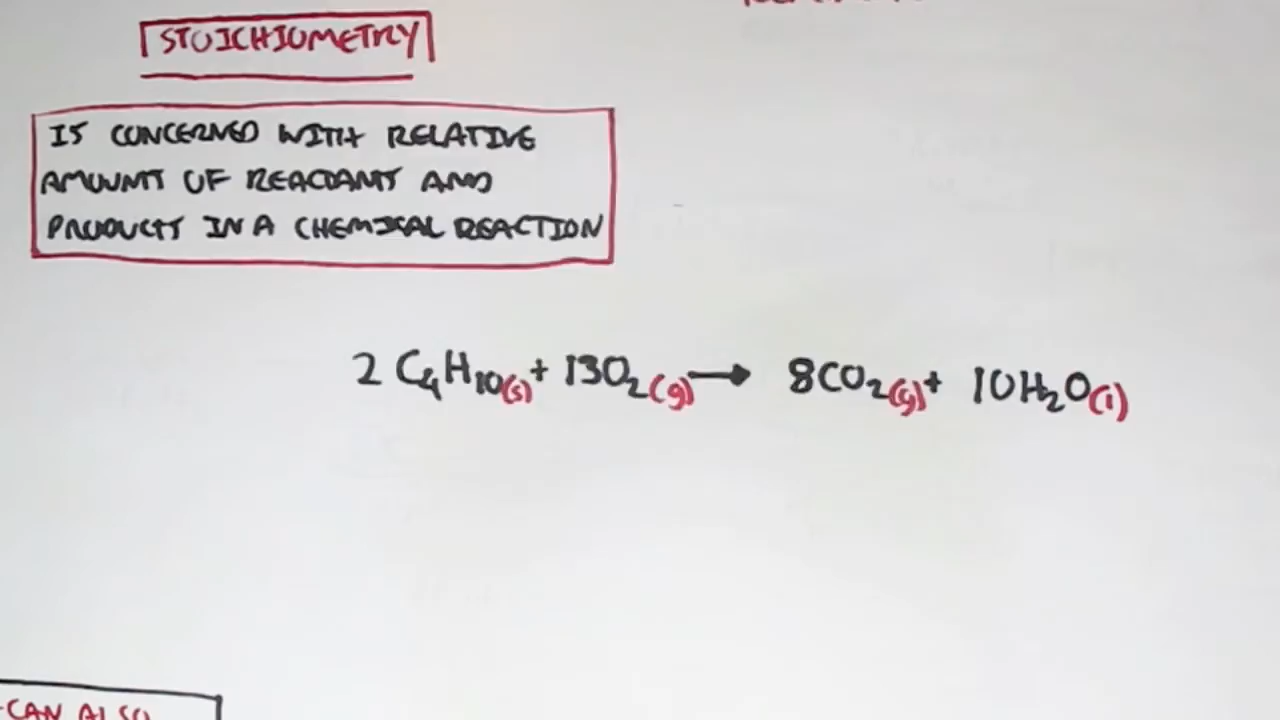 STOICHIOMETRY
IS CONCERNED WITH RELATIVE
AMOUNTS OF REACTANTS AND
PRODUCTS IN A CHEMICAL REACTION
2 C₄H₁₀(s) + 13O₂(g) → 8CO₂(g) + 10H₂O(l)
CAN ALSO